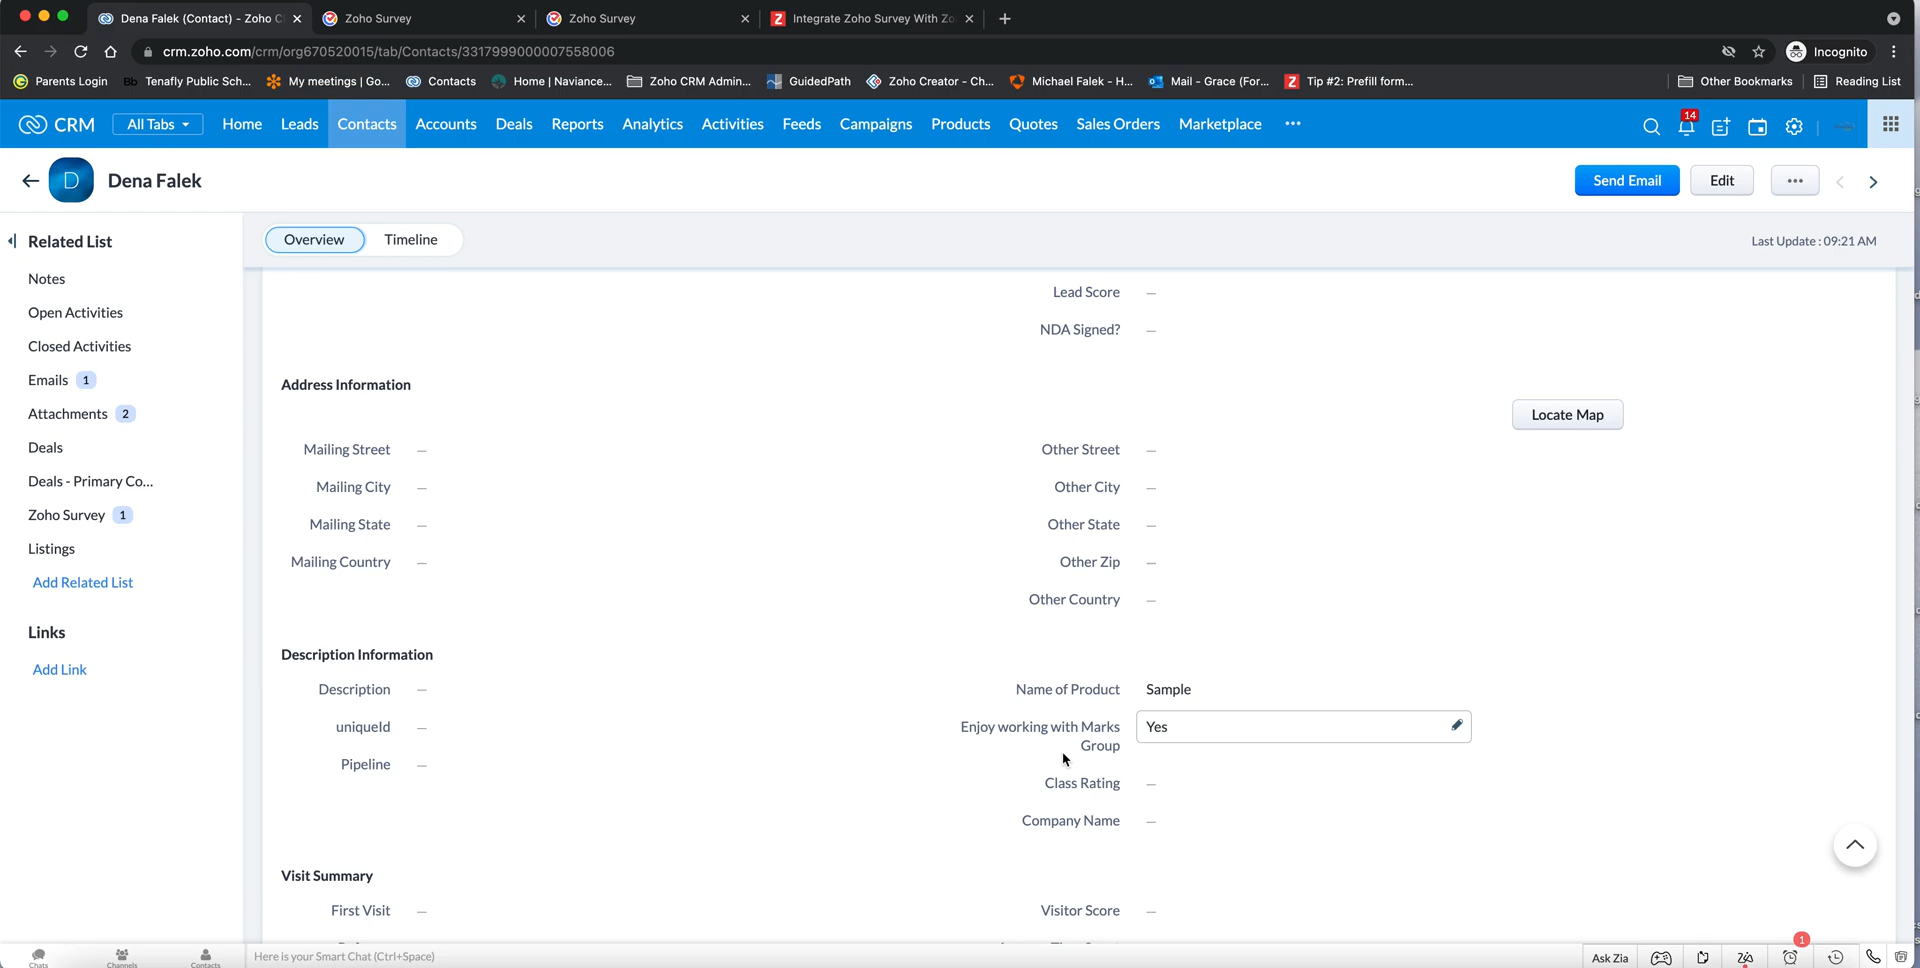 Dena Falek (Contact) - Zoho C
Zoho Survey
Zoho Survey
Z Integrate Zoho Survey With Zo
crm.zoho.com/crm/org670520015/tab/Contacts/3317999000007558006
Incognito
Parents Login
Bb Tenafly Public Sch...
My meetings | Go...
Contacts
Home | Naviance...
Zoho CRM Admin...
GuidedPath
Zoho Creator - Ch...
Michael Falek - H...
Mail - Grace (For...
Z Tip #2: Prefill form...
Other Bookmarks
Reading List
CRM
All Tabs
Home
Leads
Contacts
Accounts
Deals
Reports
Analytics
Activities
Feeds
Campaigns
Products
Quotes
Sales Orders
Marketplace
...
14
D
Dena Falek
Send Email
Edit
...
Related List
Overview
Timeline
Last Update : 09:21 AM
Notes
Open Activities
Closed Activities
Emails 1
Attachments 2
Deals
Deals - Primary Co...
Zoho Survey 1
Listings
Add Related List
Links
Add Link
Lead Score —
NDA Signed? —
Address Information
Locate Map
Mailing Street —
Other Street —
Mailing City —
Other City —
Mailing State —
Other State —
Mailing Country —
Other Zip —
Other Country —
Description Information
Description —
Name of Product Sample
uniqueId —
Enjoy working with Marks
Group
Yes
Pipeline —
Class Rating —
Company Name —
Visit Summary
First Visit —
Visitor Score —
Chats
Channels
Contacts
Here is your Smart Chat (Ctrl+Space)
Ask Zia
1